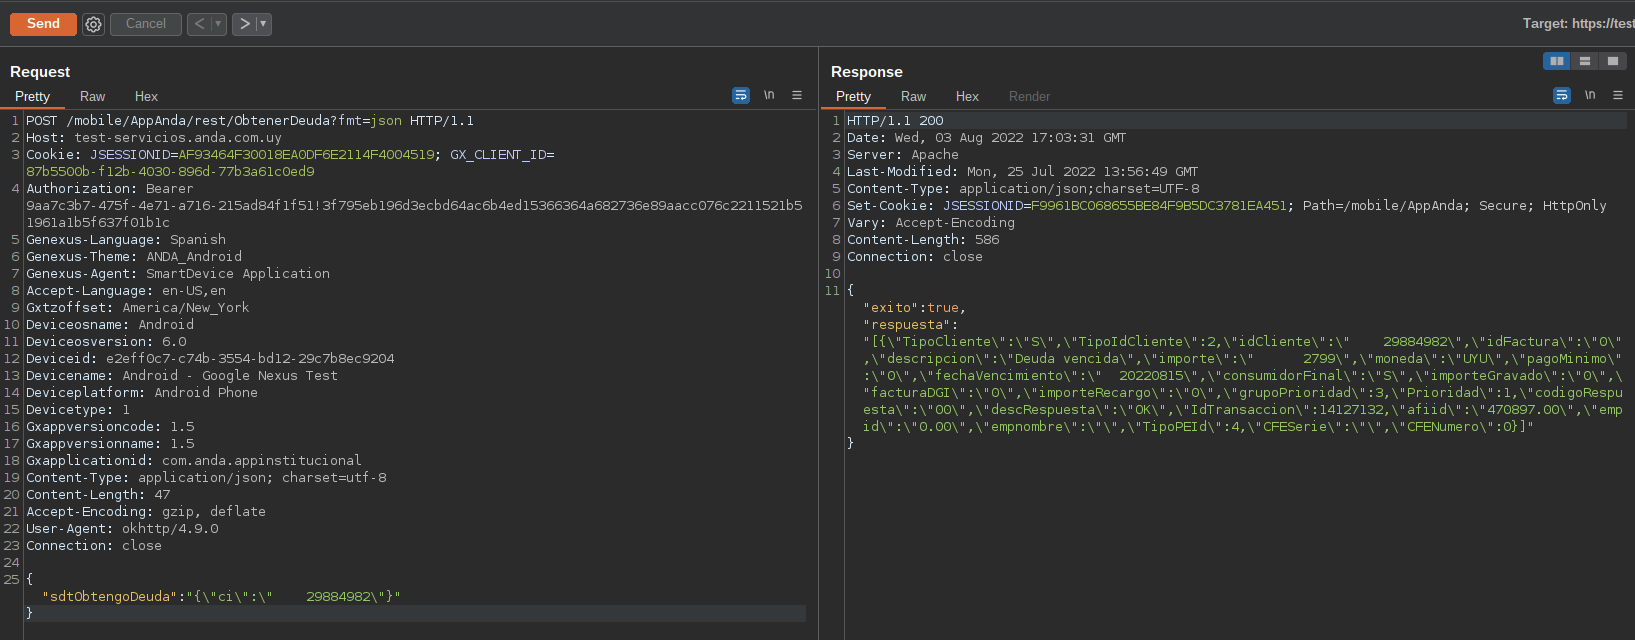 Send
Cancel
Target: https://test
Request
Pretty Raw Hex
\n
1 POST /mobile/AppAnda/rest/ObtenerDeuda?fmt=json HTTP/1.1
2 Host: test-servicios.anda.com.uy
3 Cookie: JSESSIONID=AF93464F30018EA0DF6E2114F4004519; GX_CLIENT_ID=
87b5500b-f12b-4030-896d-77b3a61c0ed9
4 Authorization: Bearer
9aa7c3b7-475f-4e71-a716-215ad84f1f51!3f795eb196d3ecbd64ac6b4ed15366364a682736e89aacc076c2211521b5
1961a1b5f637f01b1c
5 Genexus-Language: Spanish
6 Genexus-Theme: ANDA_Android
7 Genexus-Agent: SmartDevice Application
8 Accept-Language: en-US,en
9 Gxtzoffset: America/New_York
10 Deviceosname: Android
11 Deviceosversion: 6.0
12 Deviceid: e2eff0c7-c74b-3554-bd12-29c7b8ec9204
13 Devicename: Android - Google Nexus Test
14 Deviceplatform: Android Phone
15 Devicetype: 1
16 Gxappversioncode: 1.5
17 Gxappversionname: 1.5
18 Gxapplicationid: com.anda.appinstitucional
19 Content-Type: application/json; charset=utf-8
20 Content-Length: 47
21 Accept-Encoding: gzip, deflate
22 User-Agent: okhttp/4.9.0
23 Connection: close
24
25 {
"sdtObtengoDeuda":"{\"ci\":\"    29884982\"}"
}
Response
Pretty Raw Hex Render
\n
1 HTTP/1.1 200
2 Date: Wed, 03 Aug 2022 17:03:31 GMT
3 Server: Apache
4 Last-Modified: Mon, 25 Jul 2022 13:56:49 GMT
5 Content-Type: application/json;charset=UTF-8
6 Set-Cookie: JSESSIONID=F9961BC068655BE84F9B5DC3781EA451; Path=/mobile/AppAnda; Secure; HttpOnly
7 Vary: Accept-Encoding
8 Content-Length: 586
9 Connection: close
10
11 {
"exito":true,
"respuesta":
"[{\"TipoCliente\":\"S\",\"TipoIdCliente\":2,\"idCliente\":\"    29884982\",\"idFactura\":\"0\"
,\"descripcion\":\"Deuda vencida\",\"importe\":\"      2799\",\"moneda\":\"UYU\",\"pagoMinimo\"
:\"0\",\"fechaVencimiento\":\"  20220815\",\"consumidorFinal\":\"S\",\"importeGravado\":\"0\",\
"facturaDGI\":\"0\",\"importeRecargo\":\"0\",\"grupoPrioridad\":3,\"Prioridad\":1,\"codigoRespu
esta\":\"00\",\"descRespuesta\":\"OK\",\"IdTransaccion\":14127132,\"afiid\":\"470897.00\",\"emp
id\":\"0.00\",\"empnombre\":\"\",\"TipoPEId\":4,\"CFESerie\":\"\",\"CFENumero\":0}]"
}